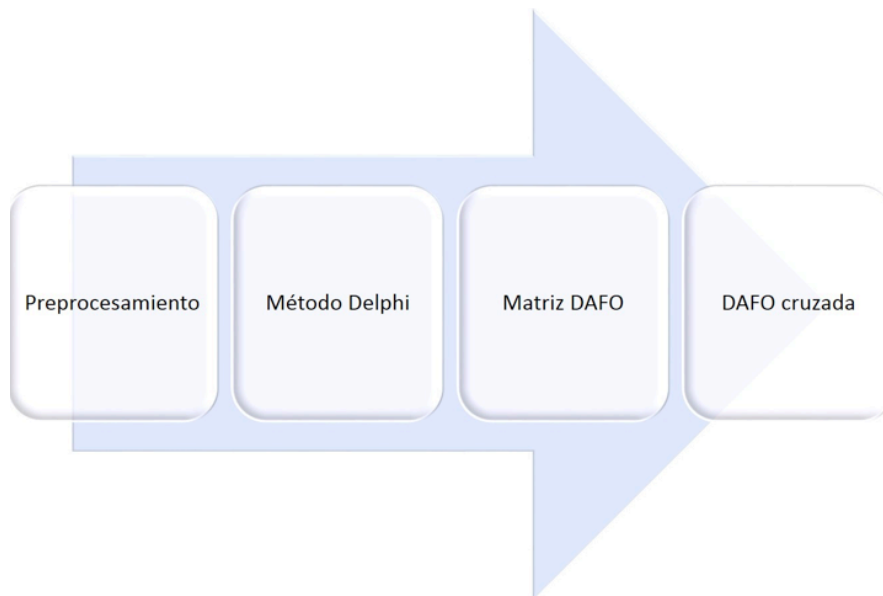 Preprocesamiento
Método Delphi
Matriz DAFO
DAFO cruzada